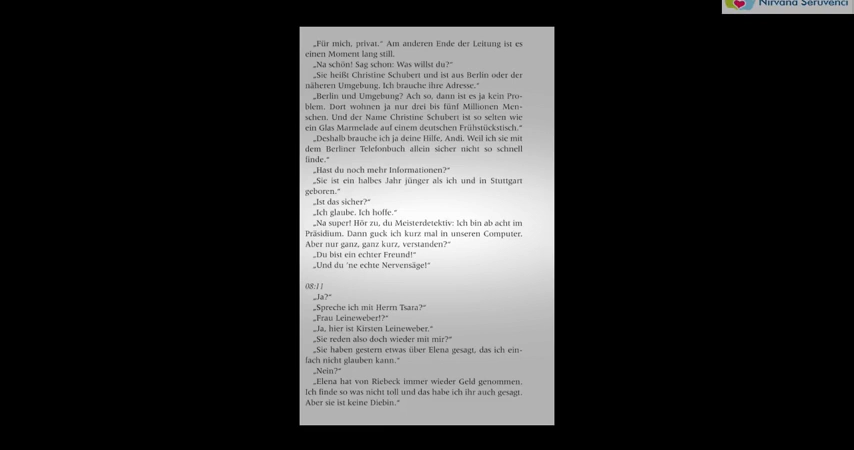 Nirvana Serüvenci
„Für mich, privat.“ Am anderen Ende der Leitung ist es
einen Moment lang still.
„Na schön! Sag schon: Was willst du?“
„Sie heißt Christine Schubert und ist aus Berlin oder der
näheren Umgebung. Ich brauche ihre Adresse.“
„Berlin und Umgebung? Ach so, dann ist es ja kein Pro-
blem. Dort wohnen ja nur drei bis fünf Millionen Men-
schen. Und der Name Christine Schubert ist so selten wie
ein Glas Marmelade auf einem deutschen Frühstückstisch.“
„Deshalb brauche ich ja deine Hilfe, Andi. Weil ich sie mit
dem Berliner Telefonbuch allein sicher nicht so schnell
finde.“
„Hast du noch mehr Informationen?“
„Sie ist ein halbes Jahr jünger als ich und in Stuttgart
geboren.“
„Ist das sicher?“
„Ich glaube. Ich hoffe.“
„Na super! Hör zu, du Meisterdetektiv: Ich bin ab acht im
Präsidium. Dann guck ich kurz mal in unseren Computer.
Aber nur ganz, ganz kurz, verstanden?“
„Du bist ein echter Freund!“
„Und du ’ne echte Nervensäge!“
08:11
„Ja?“
„Spreche ich mit Herrn Tsara?“
„Frau Leineweber!?“
„Ja, hier ist Kirsten Leineweber.“
„Sie reden also doch wieder mit mir?“
„Sie haben gestern etwas über Elena gesagt, das ich ein-
fach nicht glauben kann.“
„Nein?“
„Elena hat von Riebeck immer wieder Geld genommen.
Ich finde so was nicht toll und das habe ich ihr auch gesagt.
Aber sie ist keine Diebin.“